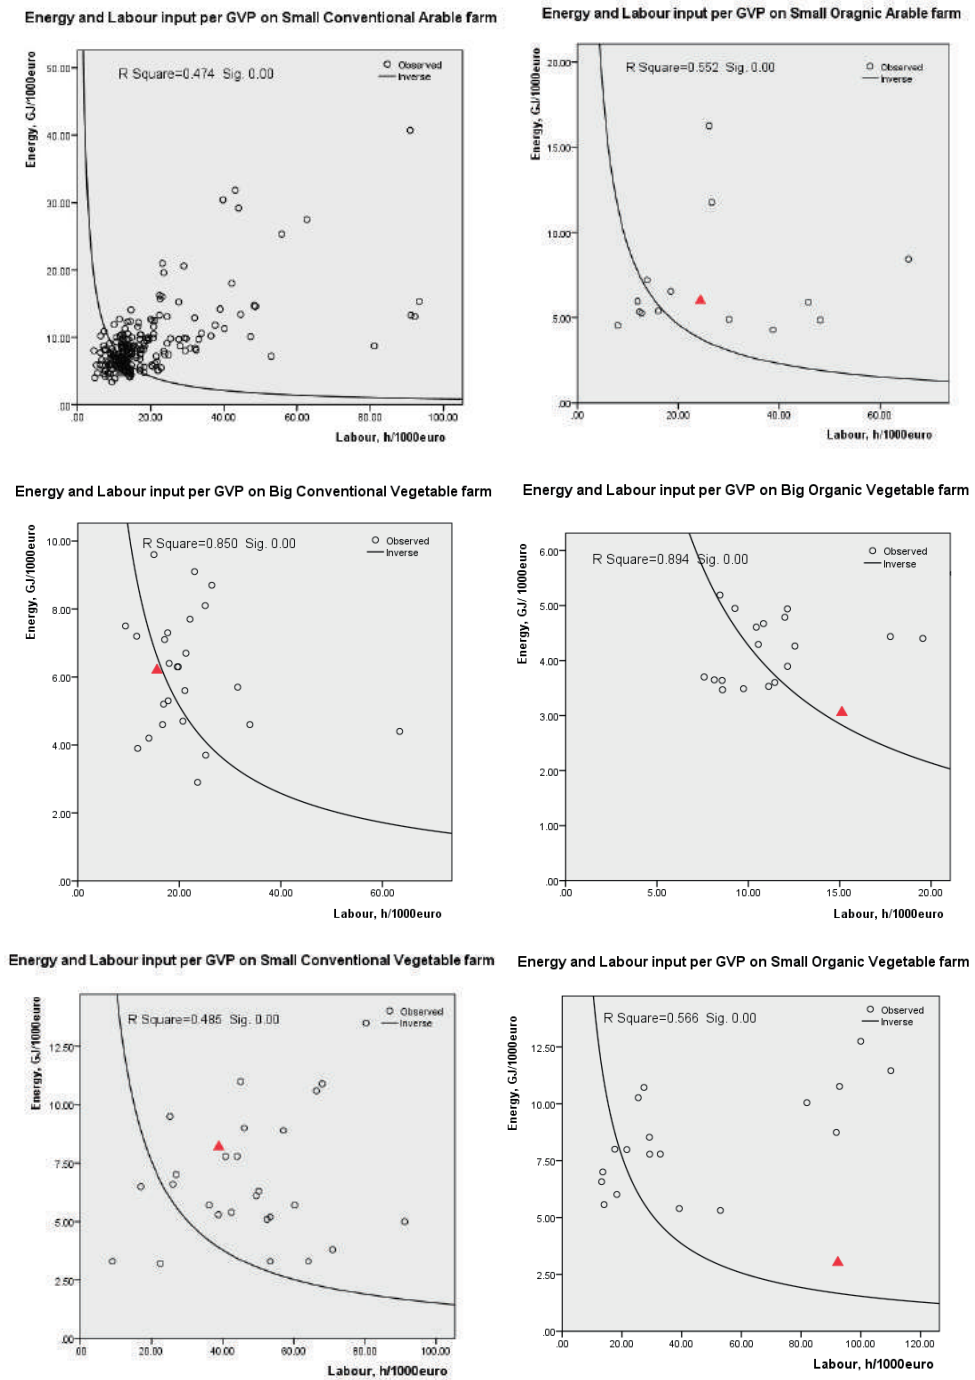 Energy and Labour input per GVP on Small Conventional Arable farm
R Square=0.474 Sig. 0.00
Observed
Inverse
Energy, GJ/1000euro
50.00
40.00
30.00
20.00
10.00
.00
.00 20.00 40.00 60.00 80.00 100.00
Labour, h/1000euro
Energy and Labour input per GVP on Small Oragnic Arable farm
R Square=0.552 Sig. 0.00
Observed
Inverse
Energy, GJ/1000euro
20.00
15.00
10.00
5.00
.00
.00 20.00 40.00 60.00
Labour, h/1000euro
Energy and Labour input per GVP on Big Conventional Vegetable farm
R Square=0.850 Sig. 0.00
Observed
Inverse
Energy, GJ/1000euro
10.00
8.00
6.00
4.00
2.00
.00
.00 20.00 40.00 60.00
Labour, h/1000euro
Energy and Labour input per GVP on Big Organic Vegetable farm
R Square=0.894 Sig. 0.00
Observed
Inverse
Energy, GJ/ 1000euro
6.00
5.00
4.00
3.00
2.00
1.00
.00
.00 5.00 10.00 15.00 20.00
Labour, h/1000euro
Energy and Labour input per GVP on Small Conventional Vegetable farm
R Square=0.485 Sig. 0.00
Observed
Inverse
Energy, GJ/1000euro
12.50
10.00
7.50
5.00
2.50
.00
.00 20.00 40.00 60.00 80.00 100.00
Labour, h/1000euro
Energy and Labour input per GVP on Small Organic Vegetable farm
R Square=0.566 Sig. 0.00
Observed
Inverse
Energy, GJ/1000euro
12.50
10.00
7.50
5.00
2.50
.00
.00 20.00 40.00 60.00 80.00 100.00 120.00
Labour, h/1000euro